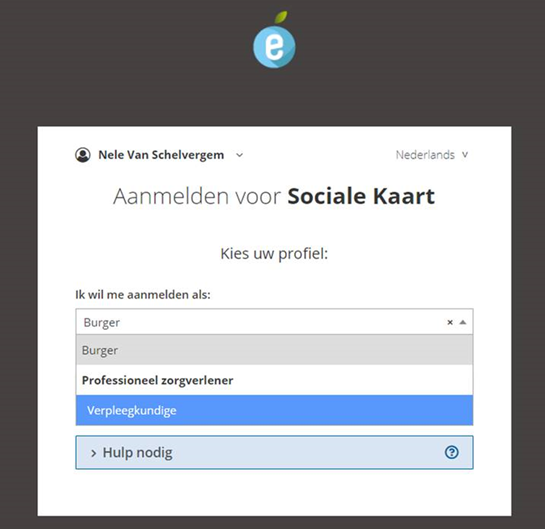 e
Nele Van Schelvergem
Nederlands
Aanmelden voor Sociale Kaart
Kies uw profiel:
Ik wil me aanmelden als:
Burger
Burger
Professioneel zorgverlener
Verpleegkundige
Hulp nodig